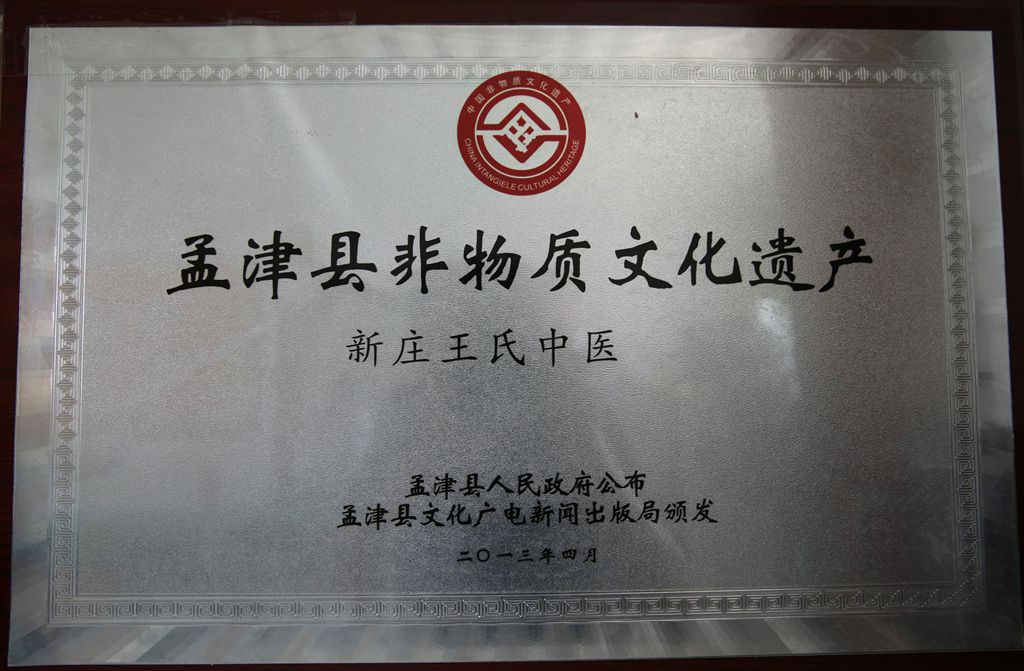 中国非物质文化遗产
CHINA INTANGIELE CULTURAL HERITAGE
孟津县非物质文化遗产
新庄王氏中医
孟津县人民政府公布
孟津县文化广电新闻出版局颁发
二〇一三年四月